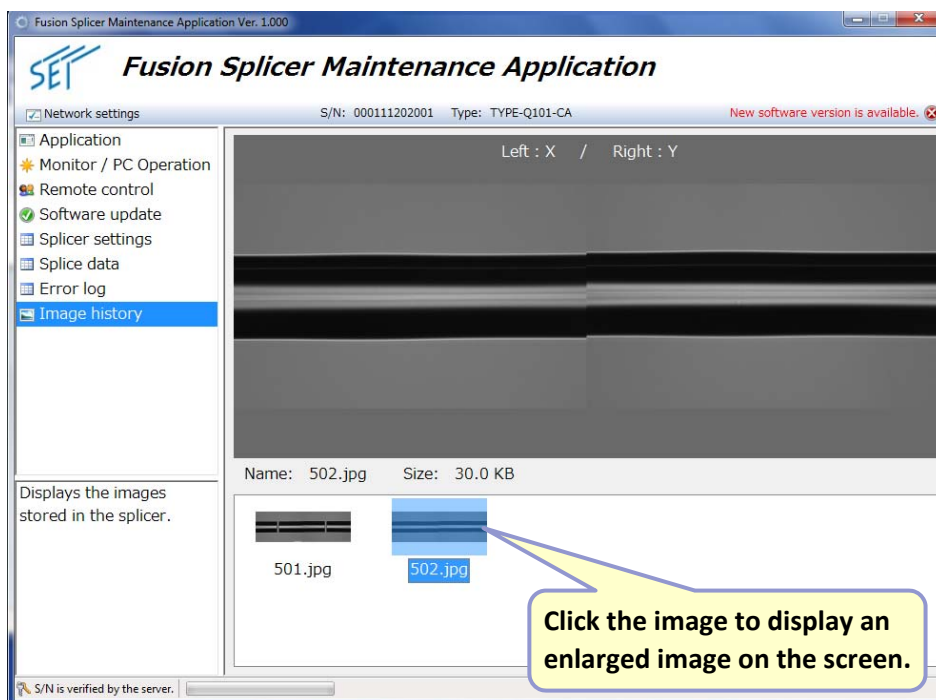 Fusion Splicer Maintenance Application Ver. 1.000
SEI Fusion Splicer Maintenance Application
Network settings S/N: 000111202001 Type: TYPE-Q101-CA New software version is available.
Application
Monitor / PC Operation
Remote control
Software update
Splicer settings
Splice data
Error log
Image history
Left : X / Right : Y
Name: 502.jpg Size: 30.0 KB
Displays the images
stored in the splicer.
501.jpg 502.jpg
Click the image to display an
enlarged image on the screen.
S/N is verified by the server.